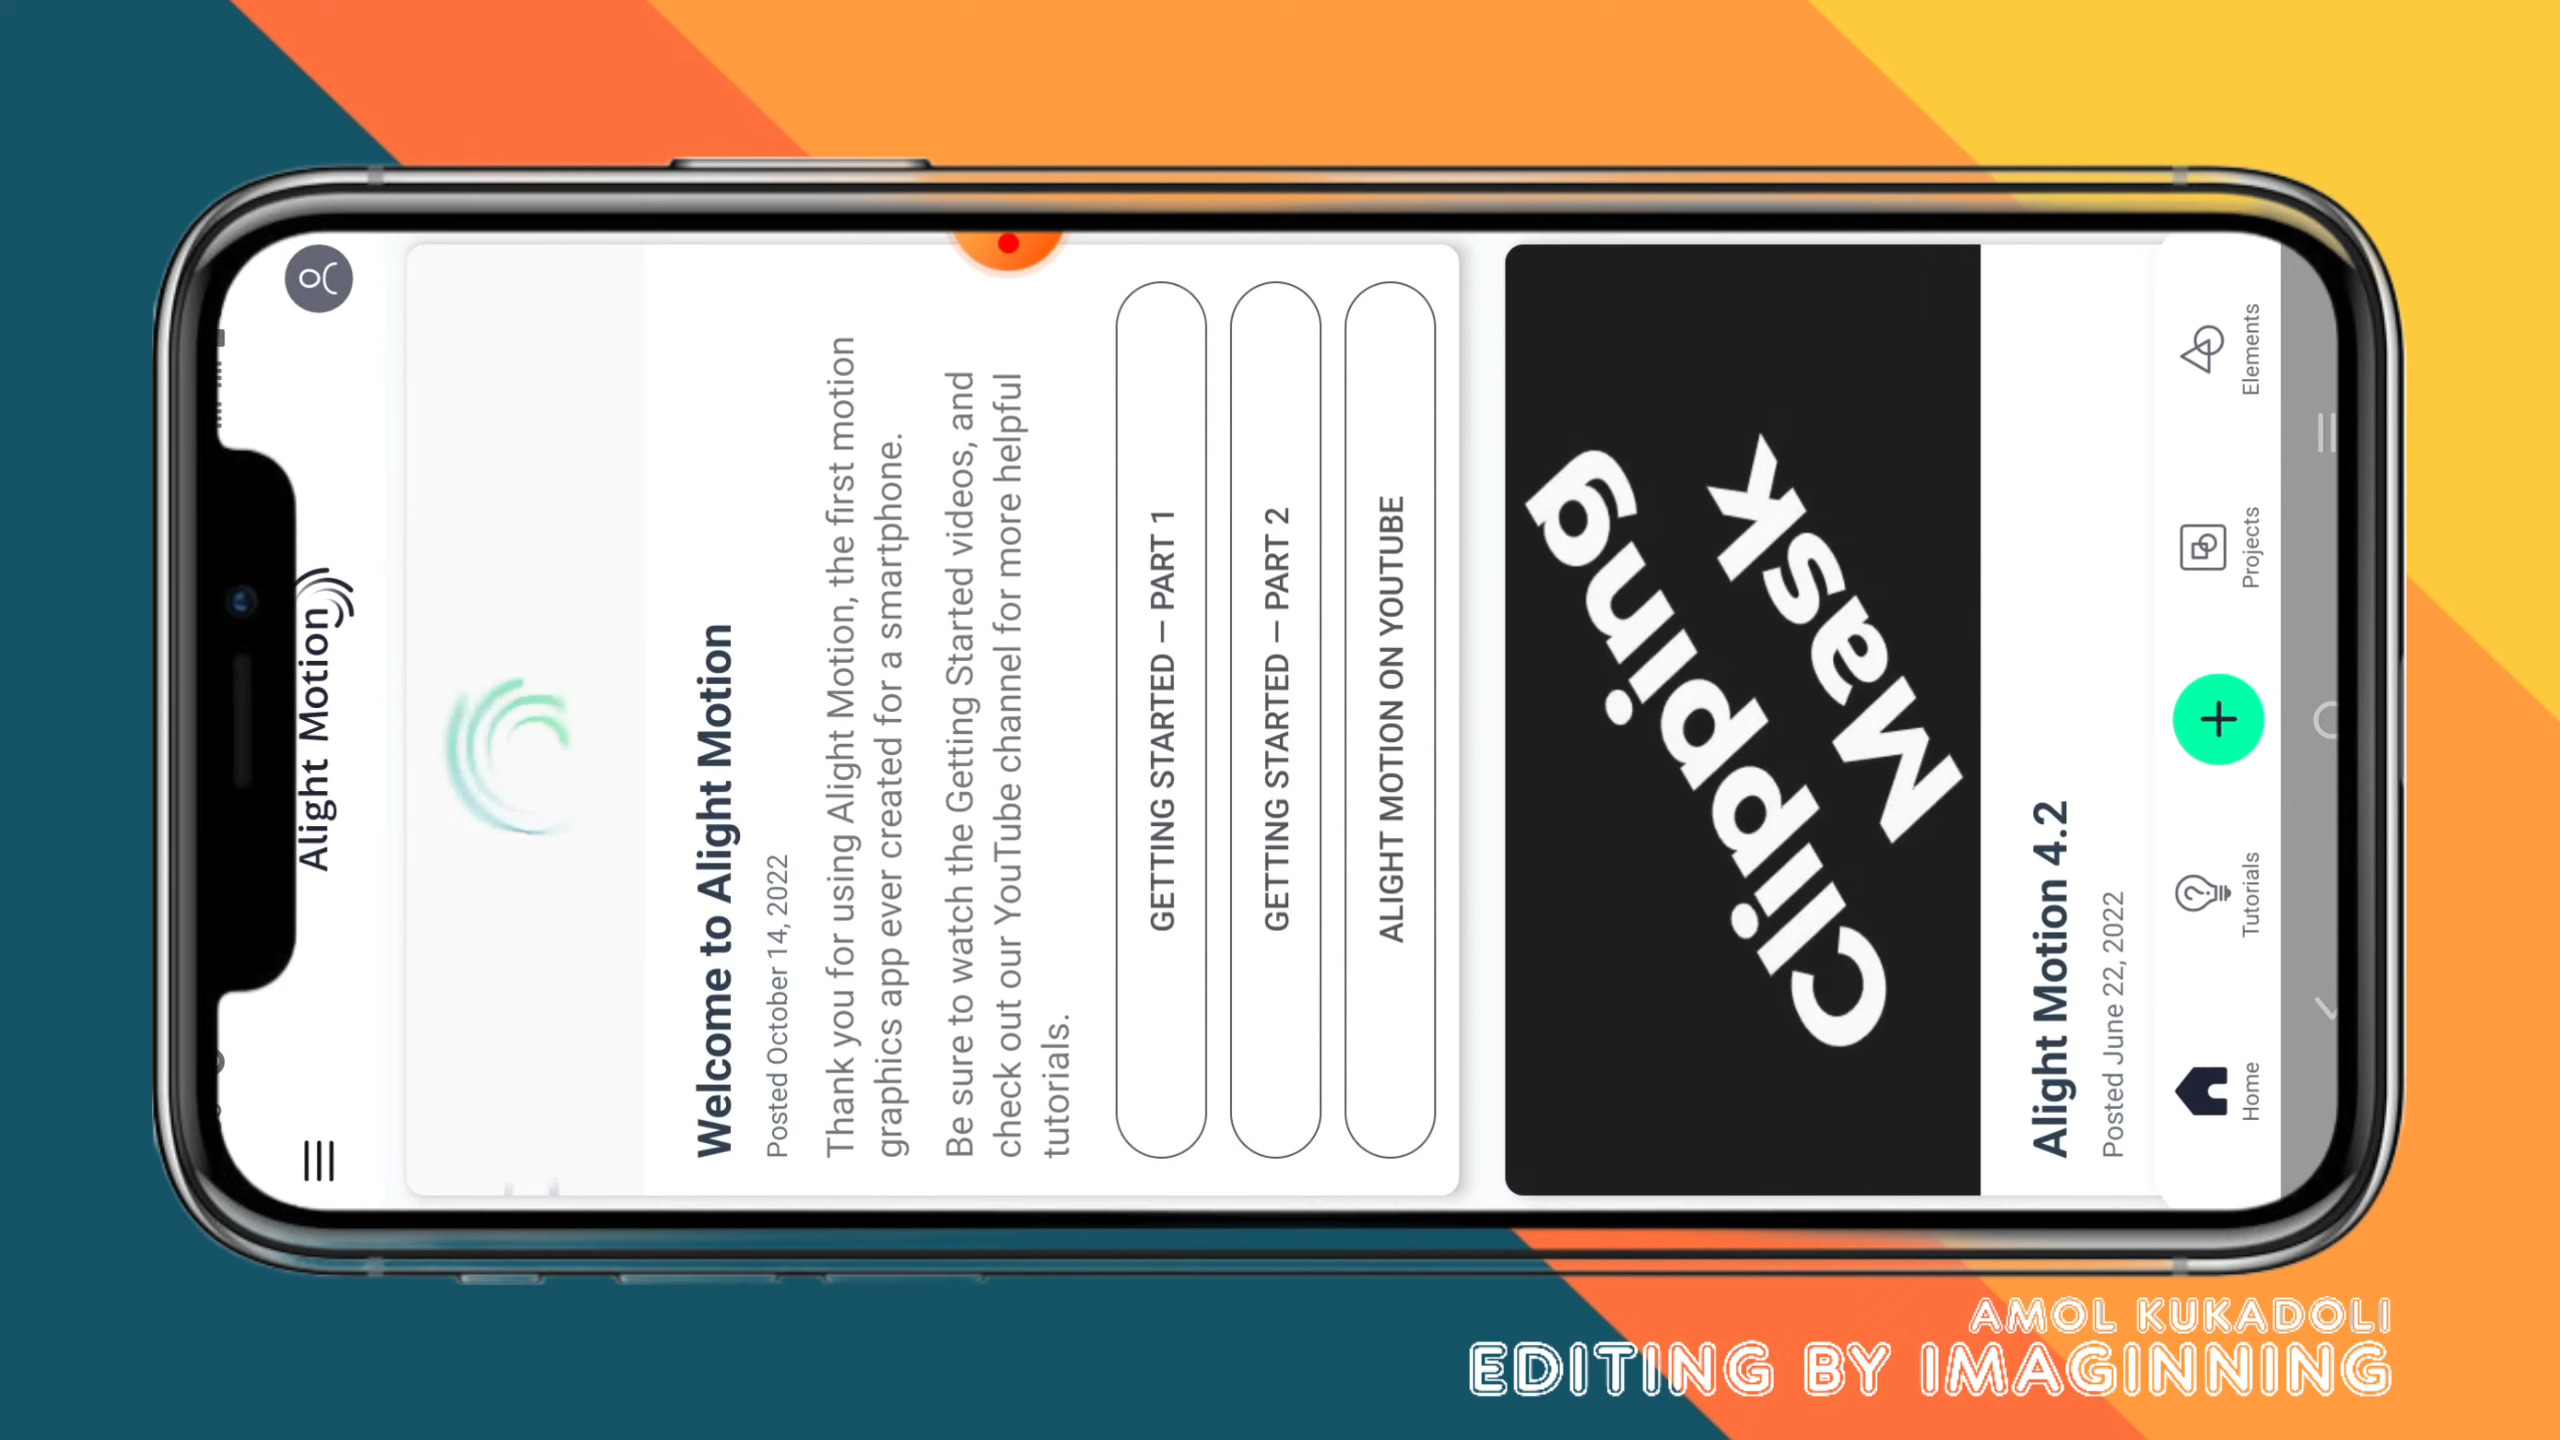 Alight Motion
Welcome to Alight Motion
Posted October 14, 2022
Thank you for using Alight Motion, the first motion
graphics app ever created for a smartphone.
Be sure to watch the Getting Started videos, and
check out our YouTube channel for more helpful
tutorials.
GETTING STARTED – PART 1
GETTING STARTED – PART 2
ALIGHT MOTION ON YOUTUBE
Clipping
Mask
Alight Motion 4.2
Posted June 22, 2022
Home
Tutorials
Projects
Elements
AMOL KUKADOLI
EDITING BY IMAGINNING